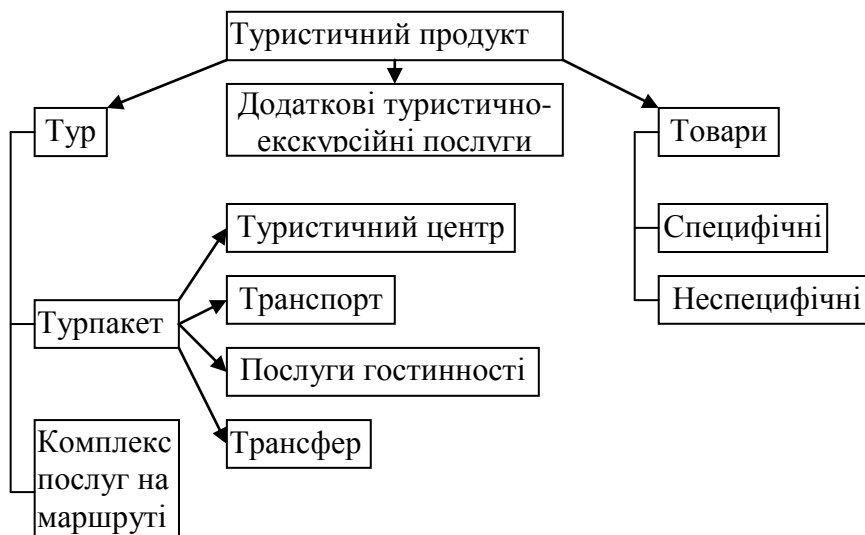 Туристичний продукт
Тур
Додаткові туристично-
екскурсійні послуги
Товари
Туристичний центр
Специфічні
Транспорт
Неспецифічні
Турпакет
Послуги гостинності
Трансфер
Комплекс
послуг на
маршруті